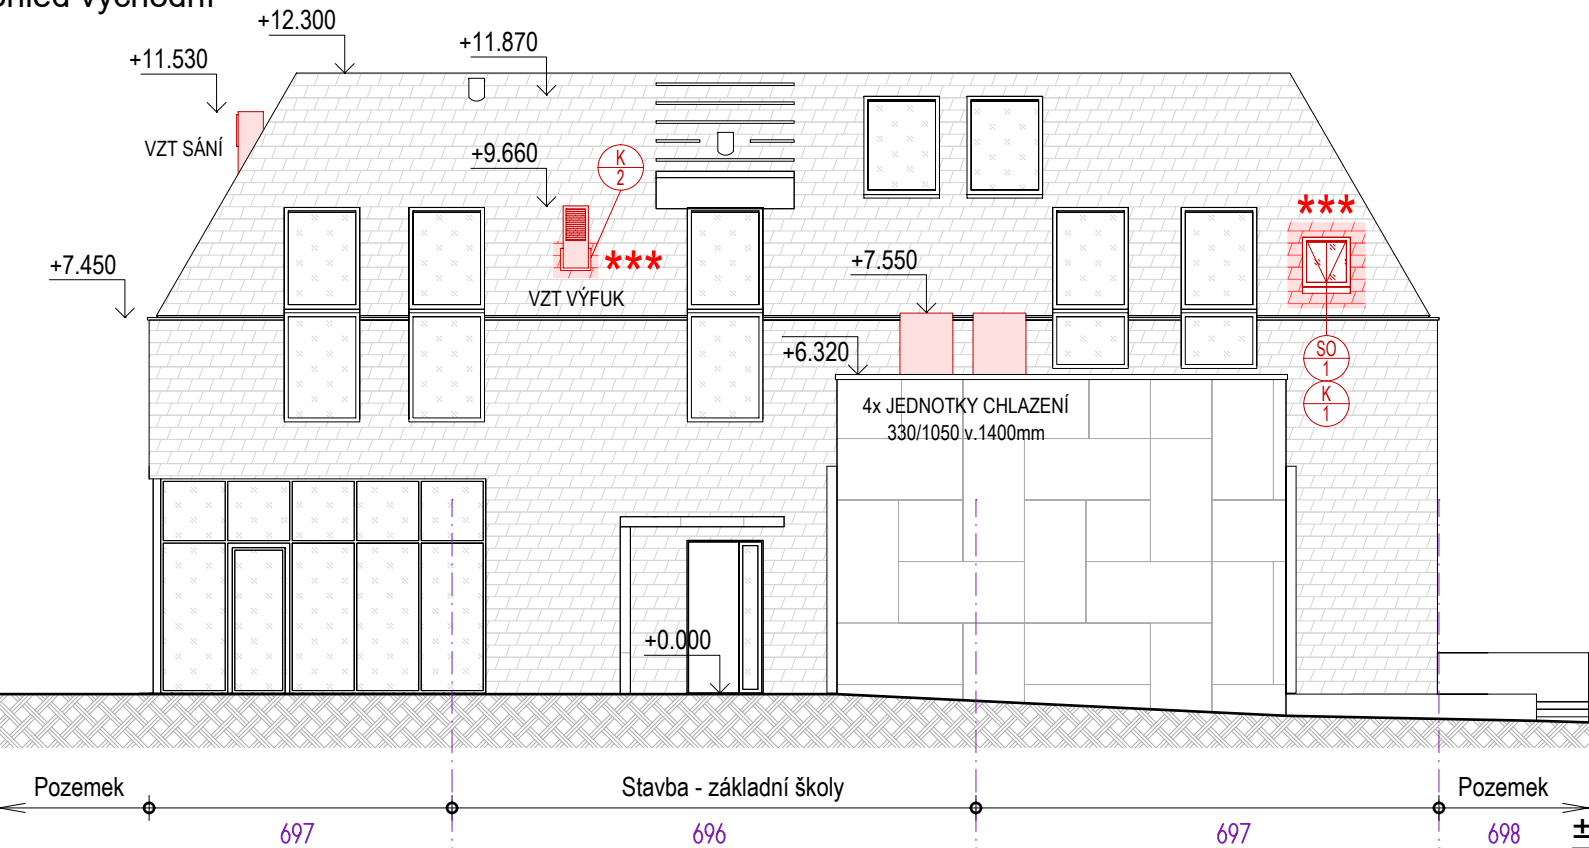 východní
+12.300
+11.870
+11.530
VZT SÁNÍ
+9.660
K
2
***
***
+7.450
VZT VÝFUK
+7.550
+6.320
SO
1
K
1
4x JEDNOTKY CHLAZENÍ
330/1050 v.1400mm
+0.000
Pozemek
Stavba - základní školy
Pozemek
697
696
697
698
±